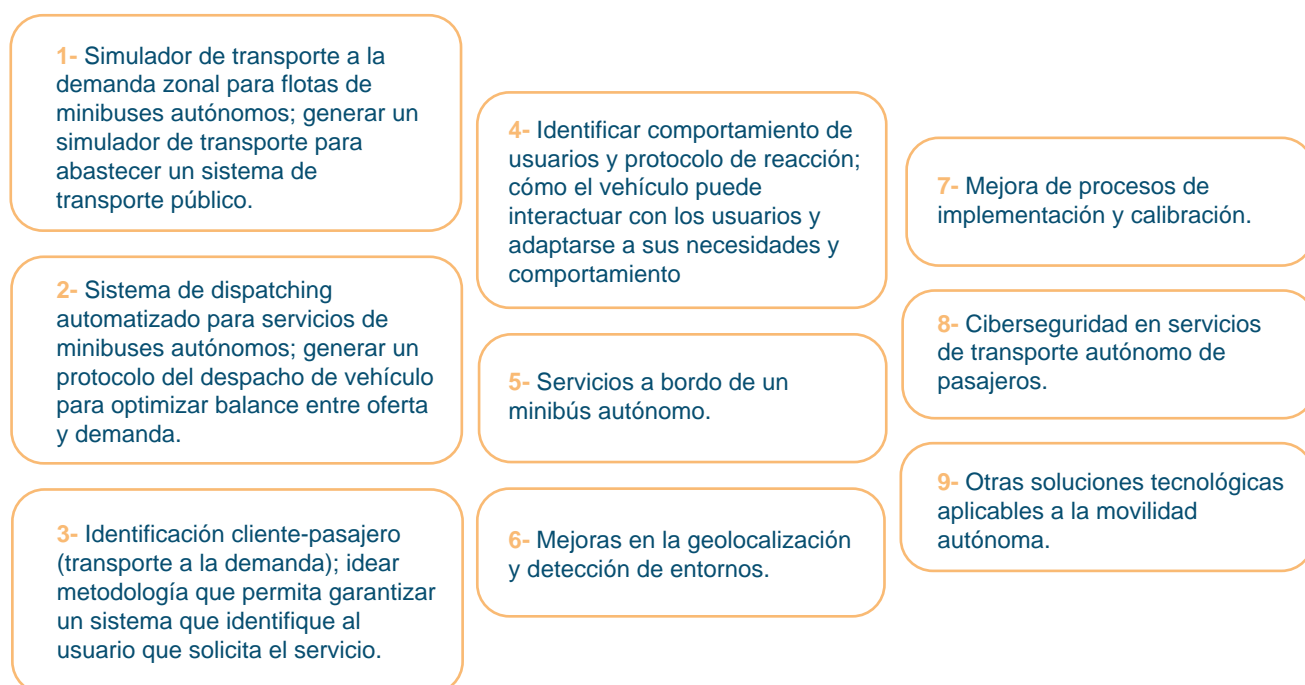 1- Simulador de transporte a la
demanda zonal para flotas de
minibuses autónomos; generar un
simulador de transporte para
abastecer un sistema de
transporte público.
2- Sistema de dispatching
automatizado para servicios de
minibuses autónomos; generar un
protocolo del despacho de vehículo
para optimizar balance entre oferta
y demanda.
3- Identificación cliente-pasajero
(transporte a la demanda); idear
metodología que permita garantizar
un sistema que identifique al
usuario que solicita el servicio.
4- Identificar comportamiento de
usuarios y protocolo de reacción;
cómo el vehículo puede
interactuar con los usuarios y
adaptarse a sus necesidades y
comportamiento
5- Servicios a bordo de un
minibús autónomo.
6- Mejoras en la geolocalización
y detección de entornos.
7- Mejora de procesos de
implementación y calibración.
8- Ciberseguridad en servicios
de transporte autónomo de
pasajeros.
9- Otras soluciones tecnológicas
aplicables a la movilidad
autónoma.